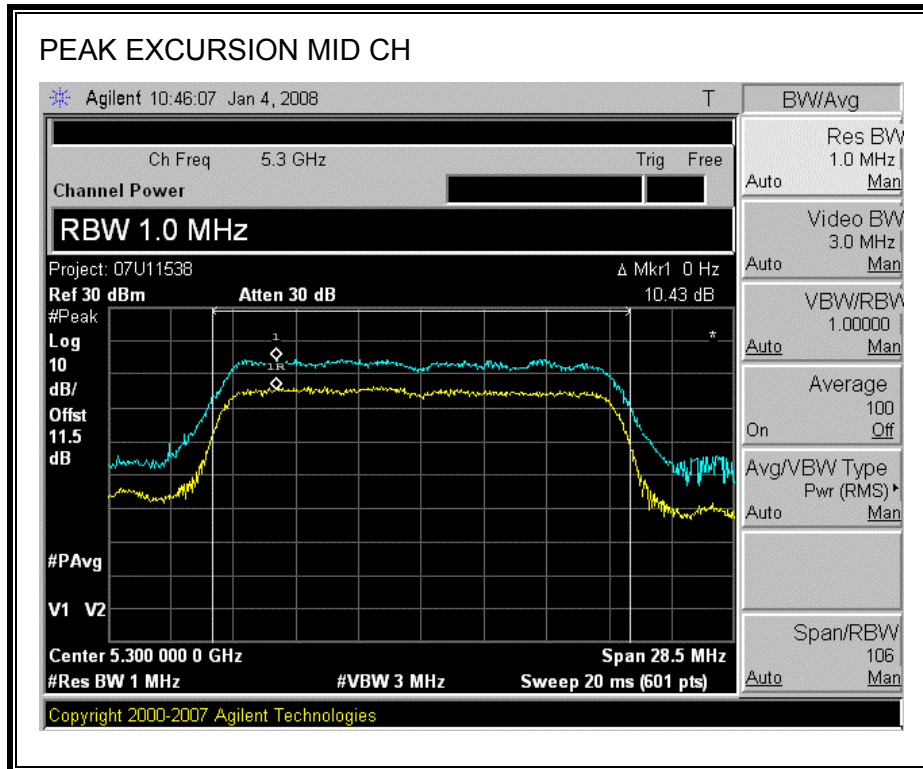 PEAK EXCURSION MID CH
Agilent 10:46:07 Jan 4, 2008 T
BW/Avg
Ch Freq 5.3 GHz Trig Free
Channel Power
RBW 1.0 MHz
Project: 07U11538 Δ Mkr1 0 Hz
Ref 30 dBm Atten 30 dB 10.43 dB
#Peak
Log
10
dB/
Offst
11.5
dB
1
1R
*
#PAvg
V1 V2
Center 5.300 000 0 GHz Span 28.5 MHz
#Res BW 1 MHz #VBW 3 MHz Sweep 20 ms (601 pts)
Copyright 2000-2007 Agilent Technologies
Res BW
1.0 MHz
Auto Man
Video BW
3.0 MHz
Auto Man
VBW/RBW
1.00000
Auto Man
Average
100
On Off
Avg/VBW Type
Pwr (RMS)
Auto Man
Span/RBW
106
Auto Man